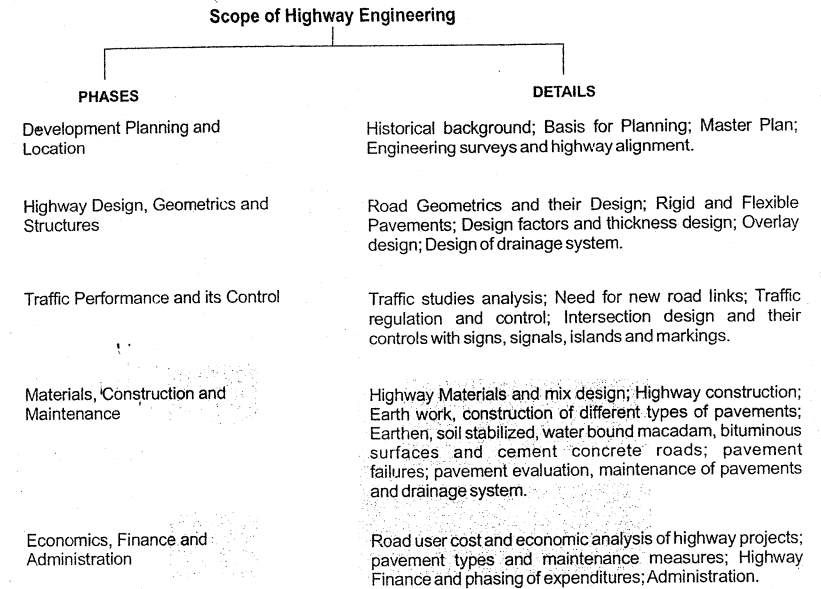 Scope of Highway Engineering
PHASES
DETAILS
Development Planning and
Location
Historical background; Basis for Planning; Master Plan;
Engineering surveys and highway alignment.
Highway Design, Geometrics and
Structures
Road Geometrics and their Design; Rigid and Flexible
Pavements; Design factors and thickness design; Overlay
design; Design of drainage system.
Traffic Performance and its Control
Traffic studies analysis; Need for new road links; Traffic
regulation and control; Intersection design and their
controls with signs, signals, islands and markings.
Materials, Construction and
Maintenance
Highway Materials and mix design; Highway construction;
Earth work, construction of different types of pavements;
Earthen, soil stabilized, water bound macadam, bituminous
surfaces and cement concrete roads; pavement
failures; pavement evaluation, maintenance of pavements
and drainage system.
Economics, Finance and
Administration
Road user cost and economic analysis of highway projects;
pavement types and maintenance measures; Highway
Finance and phasing of expenditures; Administration.